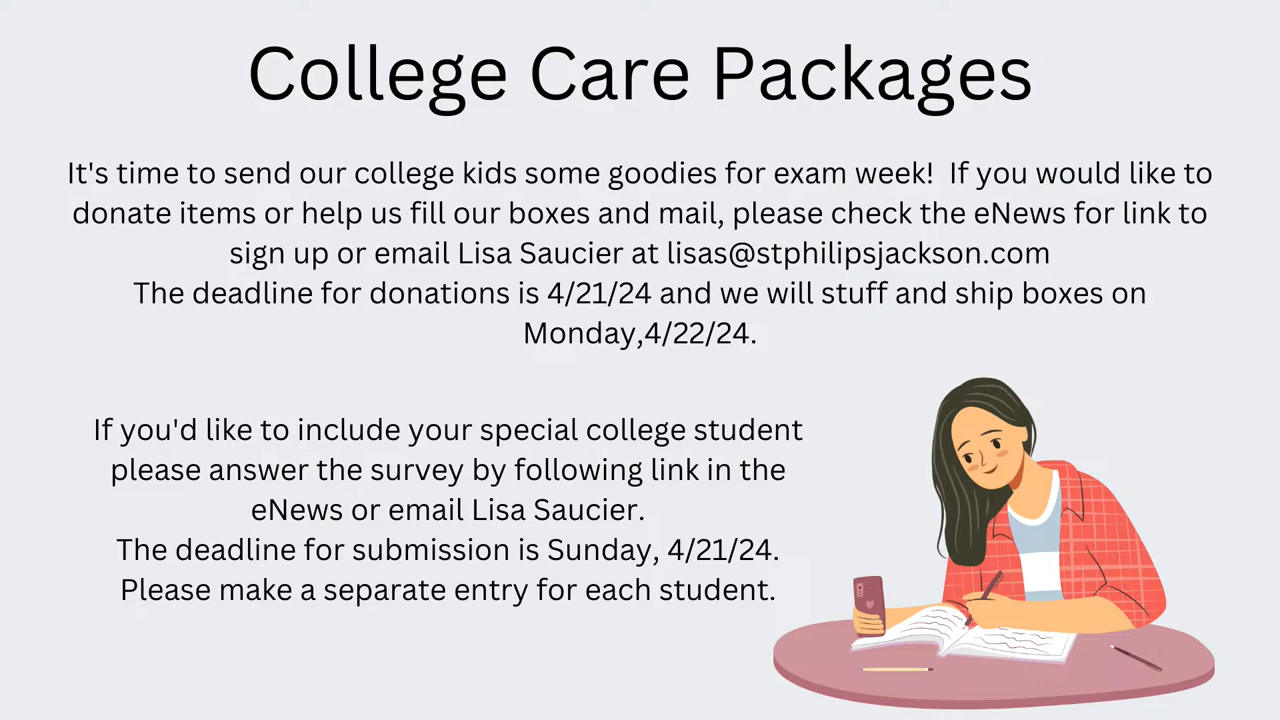 College Care Packages
It's time to send our college kids some goodies for exam week!  If you would like to
donate items or help us fill our boxes and mail, please check the eNews for link to
sign up or email Lisa Saucier at lisas@stphilipsjackson.com
The deadline for donations is 4/21/24 and we will stuff and ship boxes on
Monday,4/22/24.
If you'd like to include your special college student
please answer the survey by following link in the
eNews or email Lisa Saucier.
The deadline for submission is Sunday, 4/21/24.
Please make a separate entry for each student.